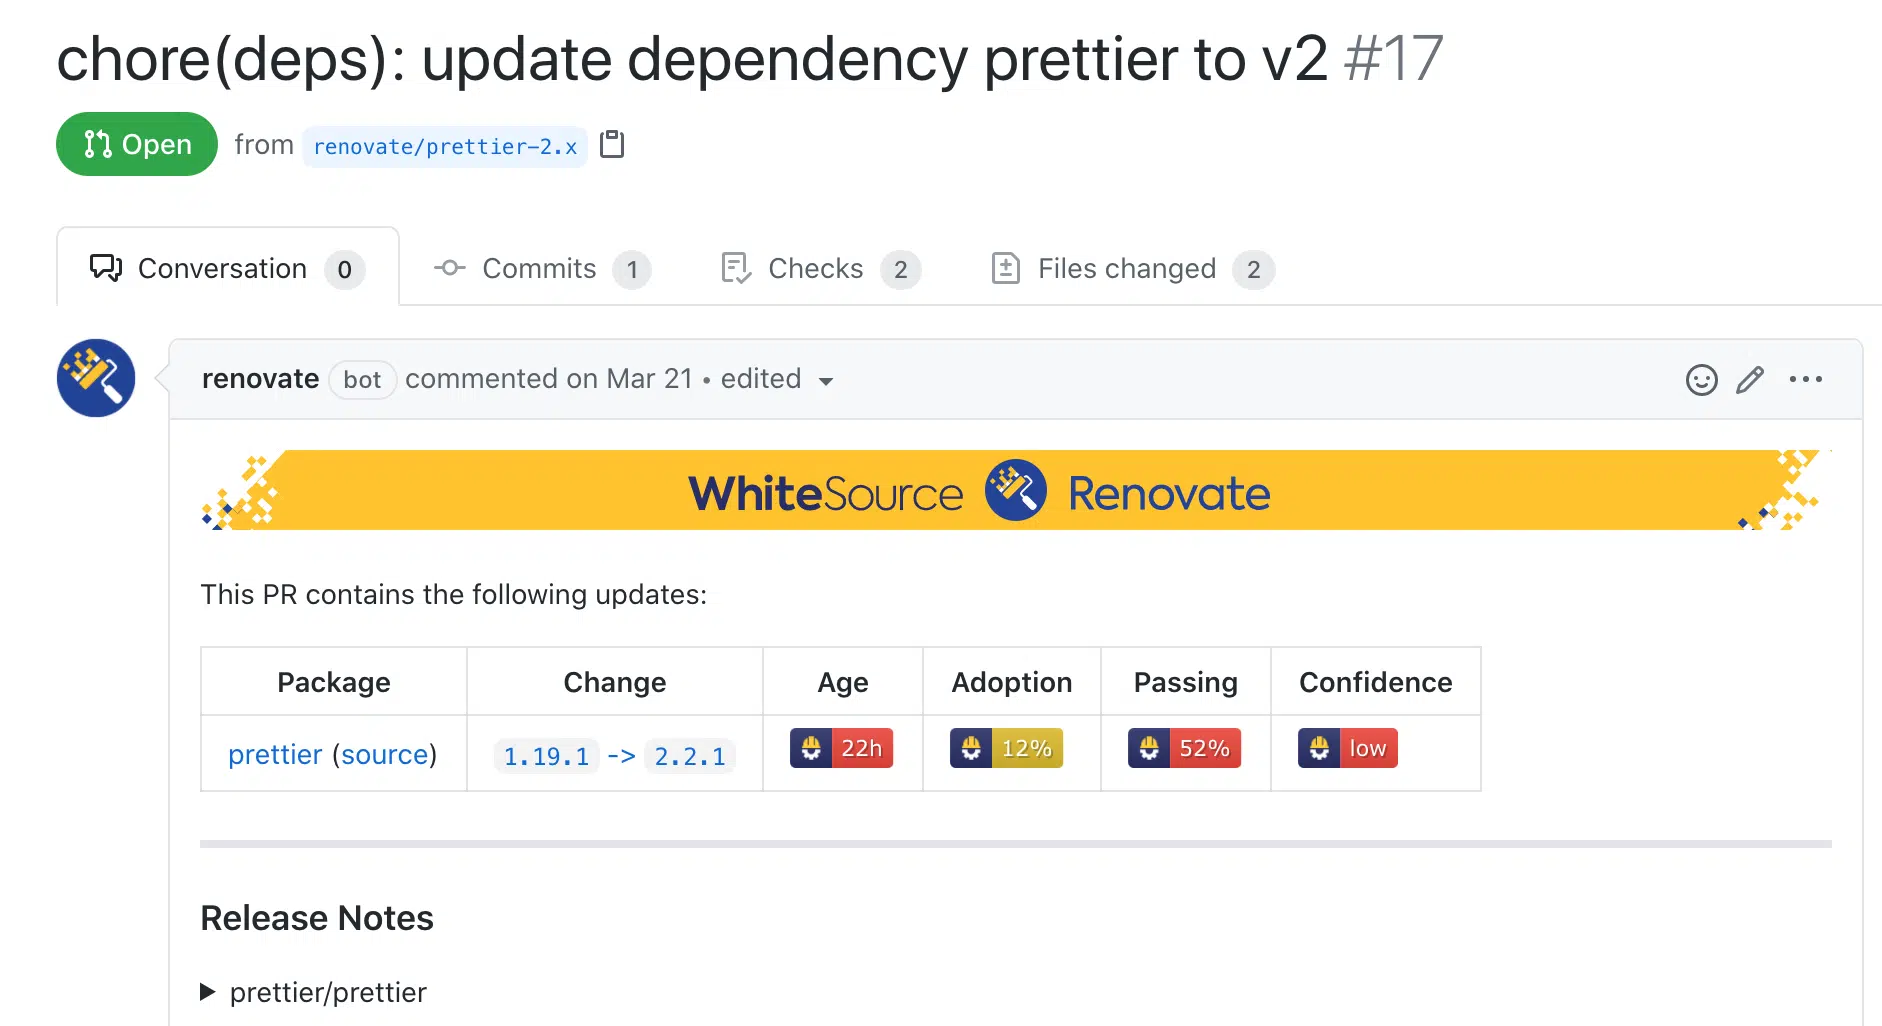 chore(deps): update dependency prettier to v2 #17
Open from renovate/prettier-2.x
Conversation 0 Commits 1 Checks 2 Files changed 2
renovate bot commented on Mar 21 • edited
WhiteSource Renovate
This PR contains the following updates:
Package Change Age Adoption Passing Confidence
prettier (source) 1.19.1 -> 2.2.1 22h 12% 52% low
Release Notes
prettier/prettier